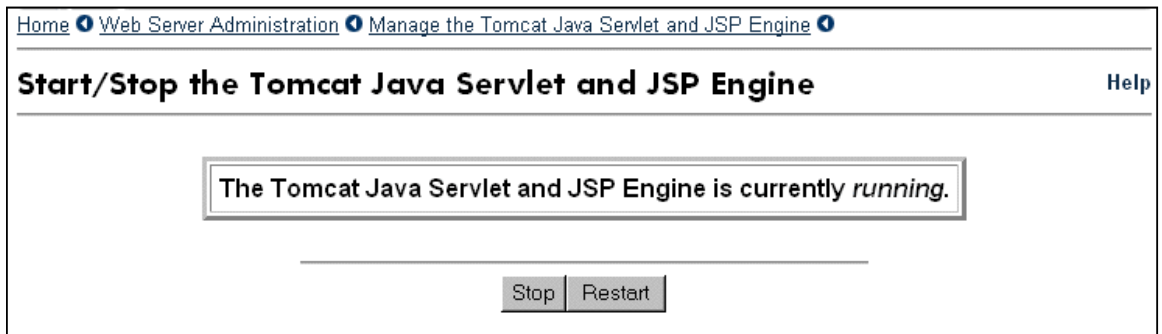 Home Web Server Administration Manage the Tomcat Java Servlet and JSP Engine
Start/Stop the Tomcat Java Servlet and JSP Engine Help
The Tomcat Java Servlet and JSP Engine is currently running.
Stop Restart